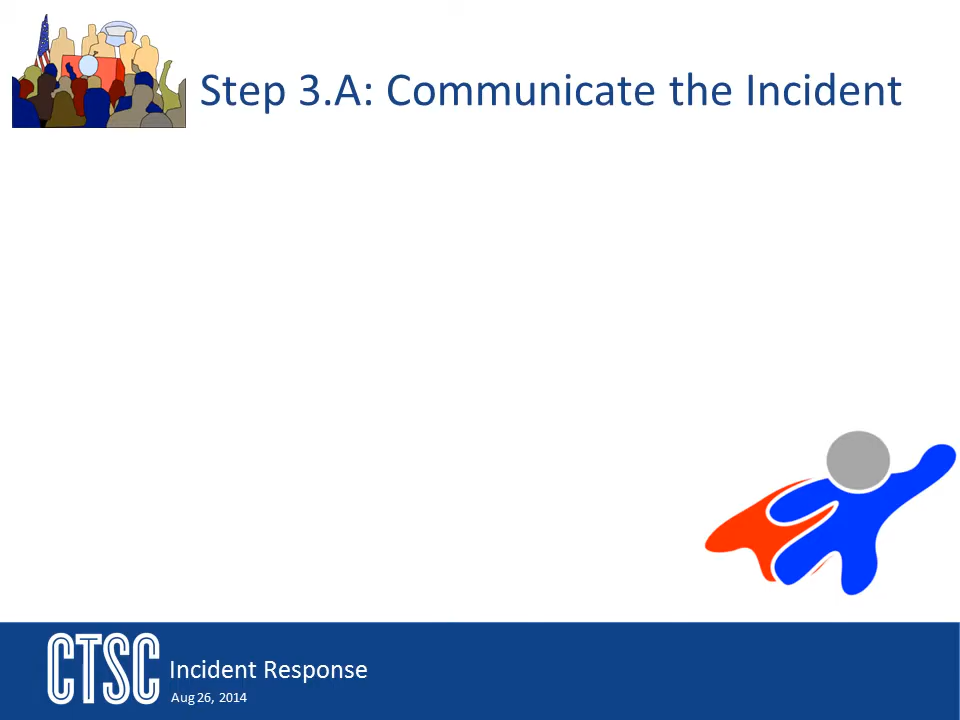 Step 3.A: Communicate the Incident
CTSC
Incident Response
Aug 26, 2014